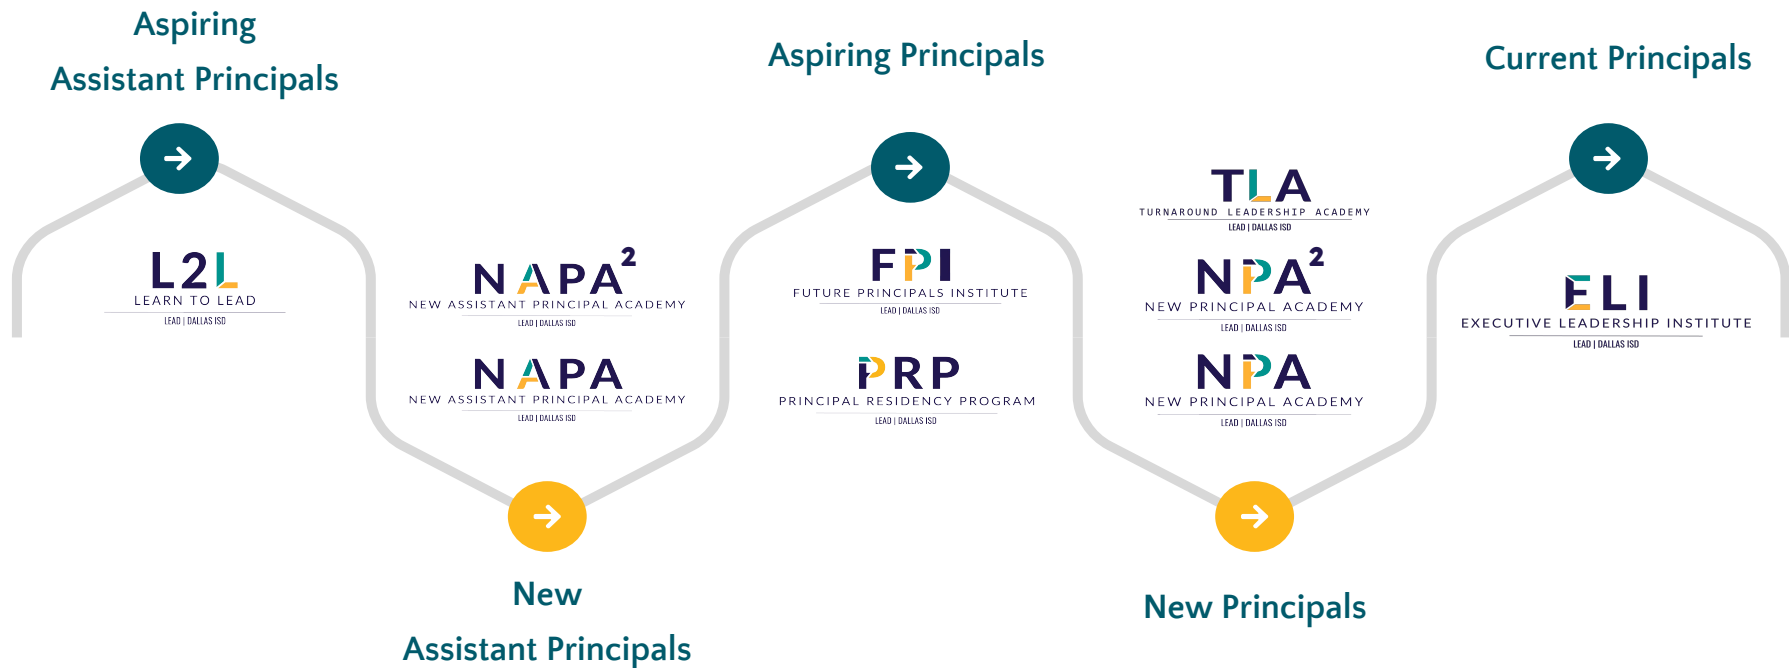 Aspiring
Assistant Principals
L2L
LEARN TO LEAD
LEAD | DALLAS ISD
NAPA²
NEW ASSISTANT PRINCIPAL ACADEMY
LEAD | DALLAS ISD
NAPA
NEW ASSISTANT PRINCIPAL ACADEMY
LEAD | DALLAS ISD
New
Assistant Principals
Aspiring Principals
FPI
FUTURE PRINCIPALS INSTITUTE
LEAD | DALLAS ISD
PRP
PRINCIPAL RESIDENCY PROGRAM
LEAD | DALLAS ISD
TLA
TURNAROUND LEADERSHIP ACADEMY
LEAD | DALLAS ISD
NPA²
NEW PRINCIPAL ACADEMY
LEAD | DALLAS ISD
NPA
NEW PRINCIPAL ACADEMY
LEAD | DALLAS ISD
New Principals
Current Principals
ELI
EXECUTIVE LEADERSHIP INSTITUTE
LEAD | DALLAS ISD